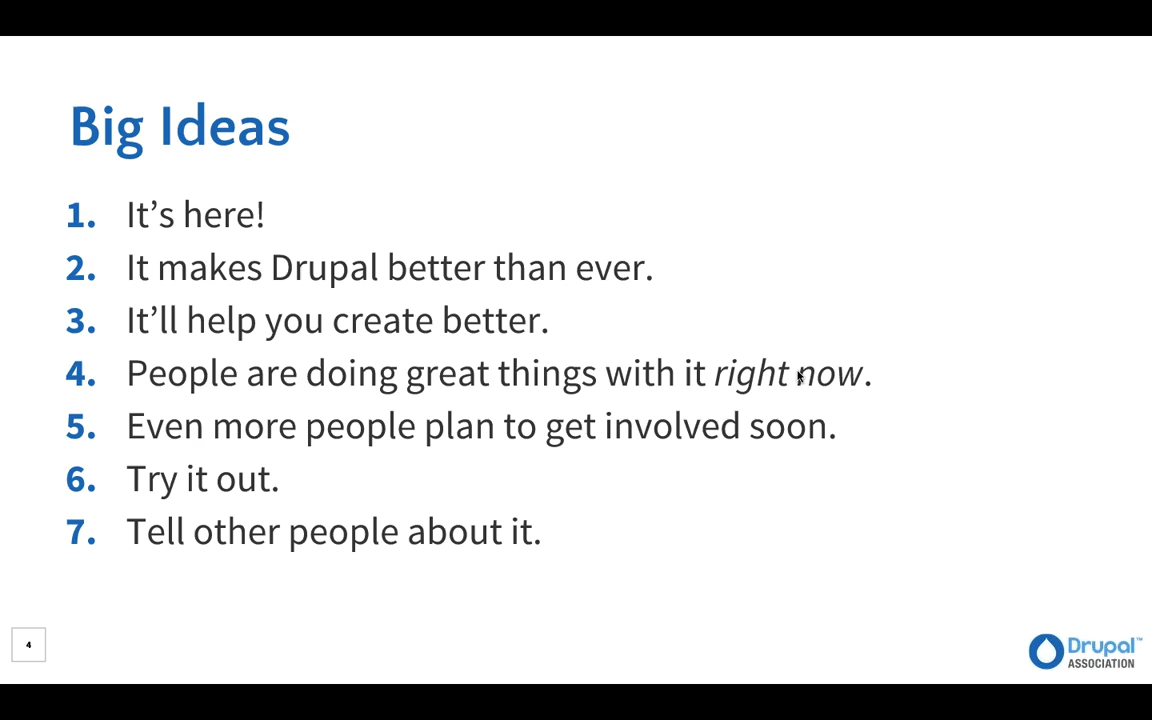 Big Ideas
1. It’s here!
2. It makes Drupal better than ever.
3. It’ll help you create better.
4. People are doing great things with it right now.
5. Even more people plan to get involved soon.
6. Try it out.
7. Tell other people about it.
4
Drupal™
ASSOCIATION